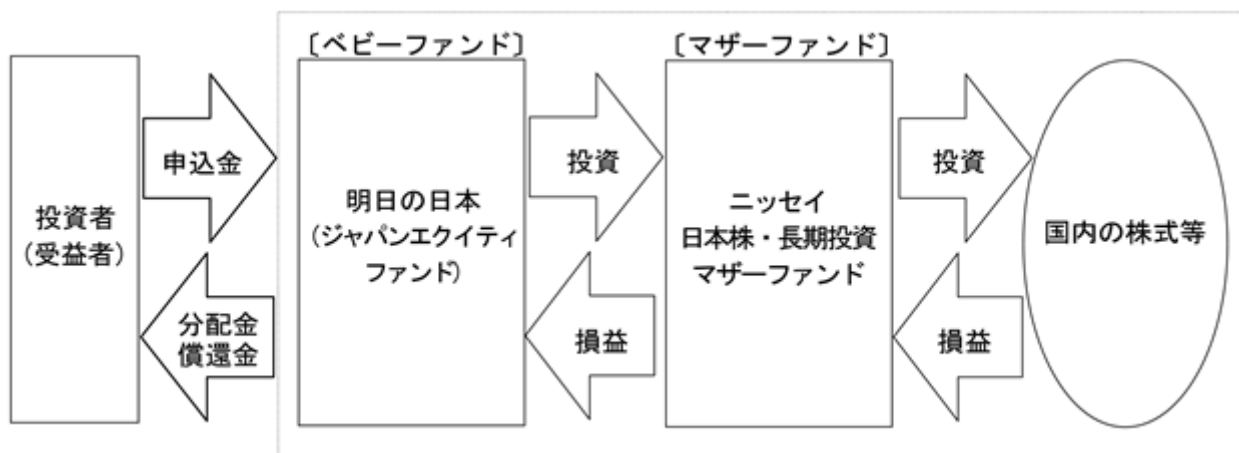 〔ベビーファンド〕
〔マザーファンド〕
投資者
(受益者)
申込金
分配金
償還金
明日の日本
(ジャパンエクイティ
ファンド)
投資
損益
ニッセイ
日本株・長期投資
マザーファンド
投資
損益
国内の株式等